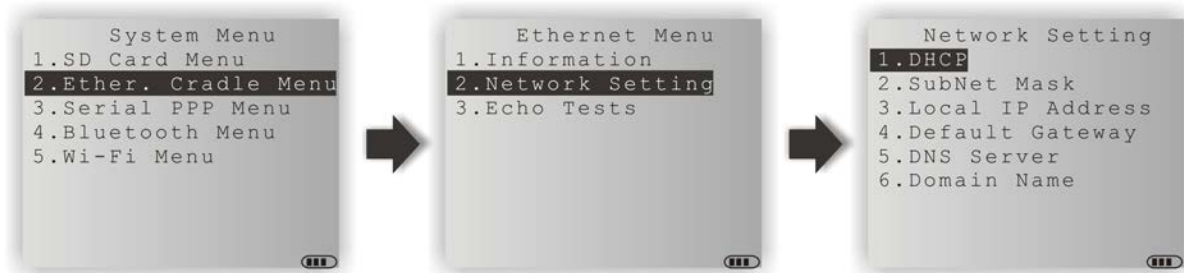 System Menu
1.SD Card Menu
2.Ether. Cradle Menu
3.Serial PPP Menu
4.Bluetooth Menu
5.Wi-Fi Menu
Ethernet Menu
1.Information
2.Network Setting
3.Echo Tests
Network Setting
1.DHCP
2.SubNet Mask
3.Local IP Address
4.Default Gateway
5.DNS Server
6.Domain Name